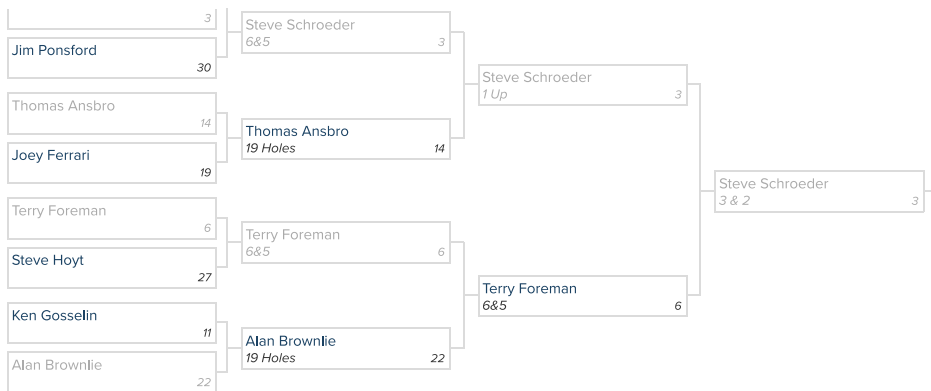 3
Jim Ponsford
30
Thomas Ansbro
14
Joey Ferrari
19
Terry Foreman
6
Steve Hoyt
27
Ken Gosselin
11
Alan Brownlie
22
Steve Schroeder
6&5 3
Thomas Ansbro
19 Holes 14
Terry Foreman
6&5 6
Alan Brownlie
19 Holes 22
Steve Schroeder
1 Up 3
Terry Foreman
6&5 6
Steve Schroeder
3 & 2 3